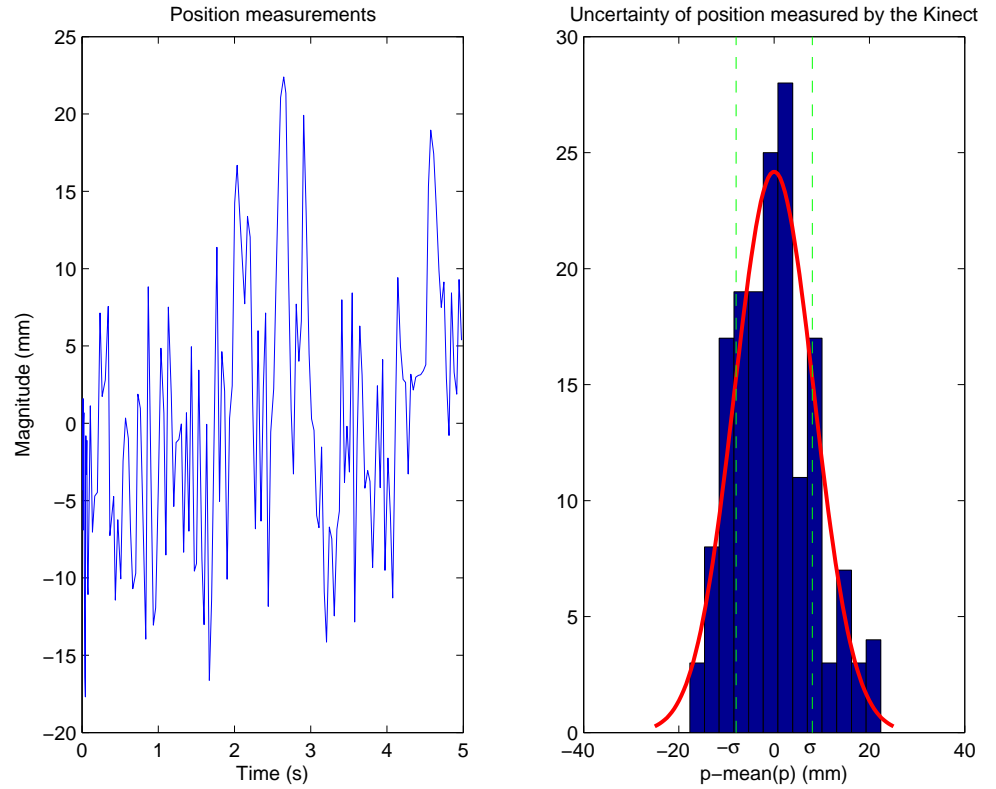 Position measurements
25
20
15
10
5
0
−5
−10
−15
−20
Magnitude (mm)
0 1 2 3 4 5
Time (s)
Uncertainty of position measured by the Kinect
30
25
20
15
10
5
0
−40 −20 −σ 0 σ 20 40
p−mean(p) (mm)